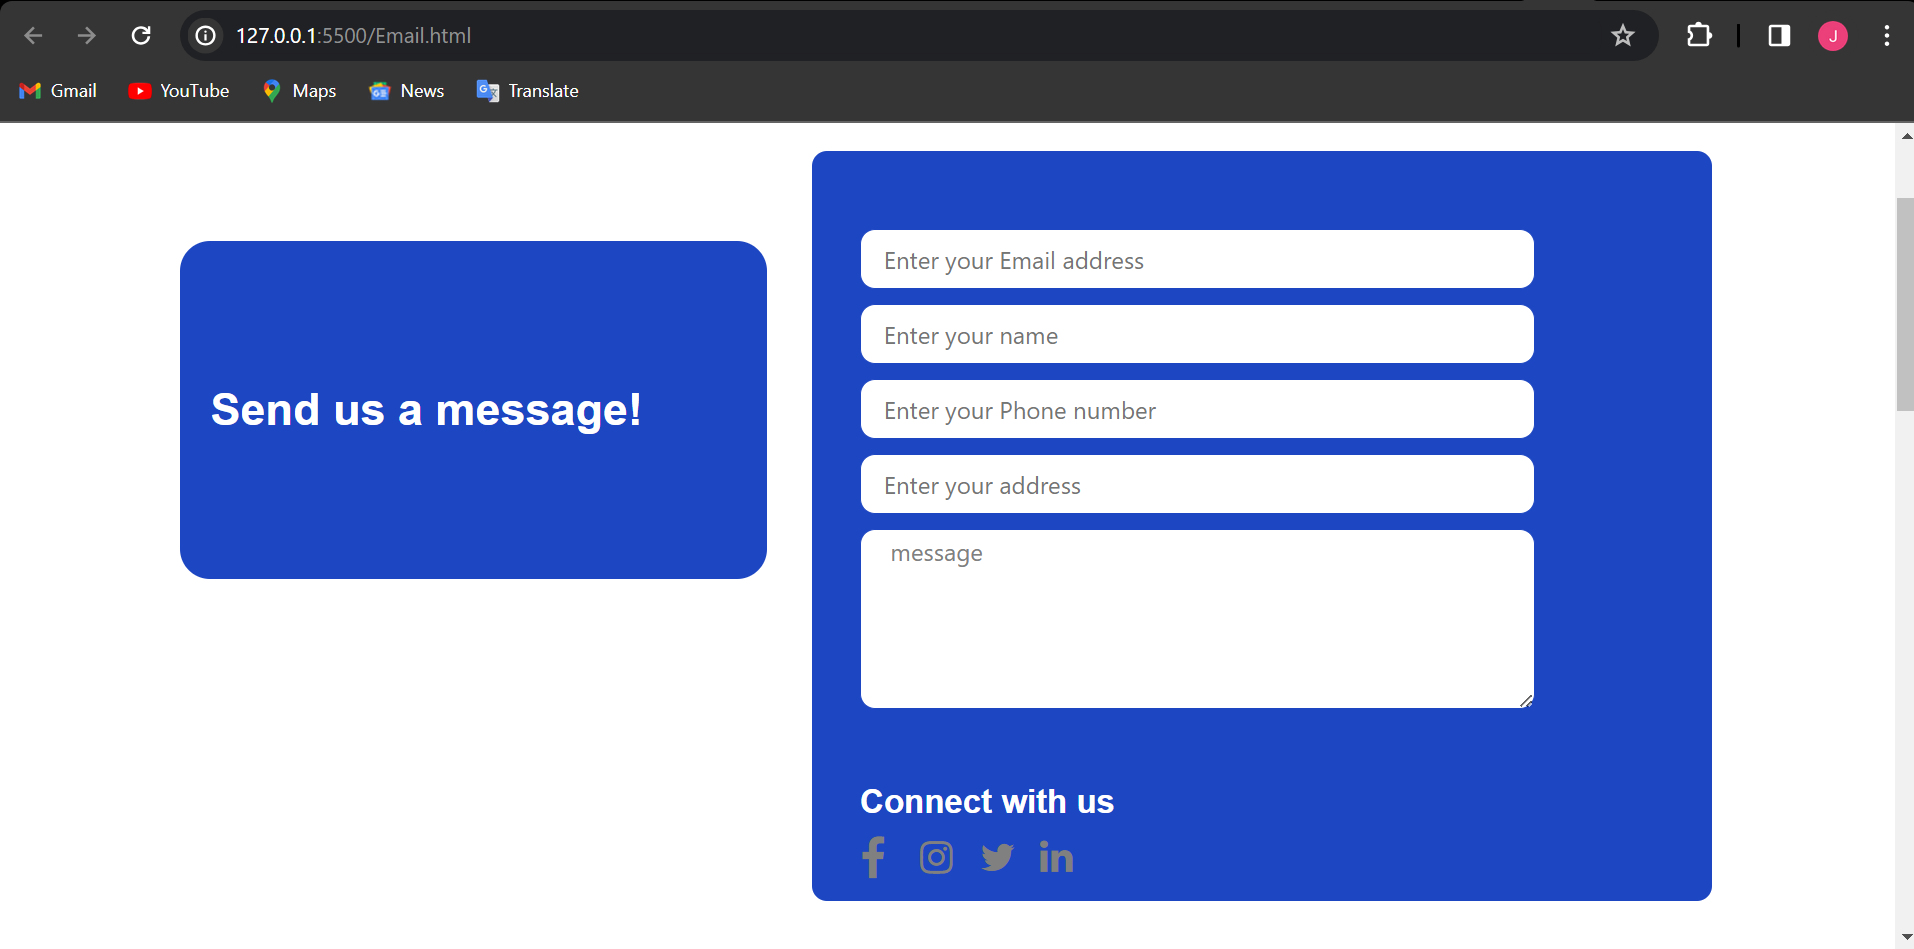 127.0.0.1:5500/Email.html
J
Gmail
YouTube
Maps
News
Translate
Send us a message!
Enter your Email address
Enter your name
Enter your Phone number
Enter your address
message
Connect with us